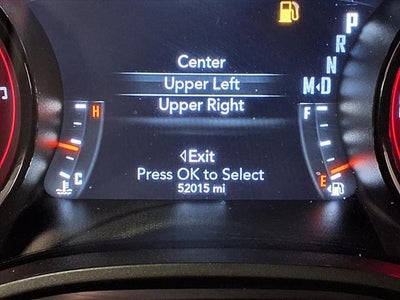 Center
Upper Left
Upper Right
Exit
Press OK to Select
52015 mi
P
R
N
M D
H
C
F
E